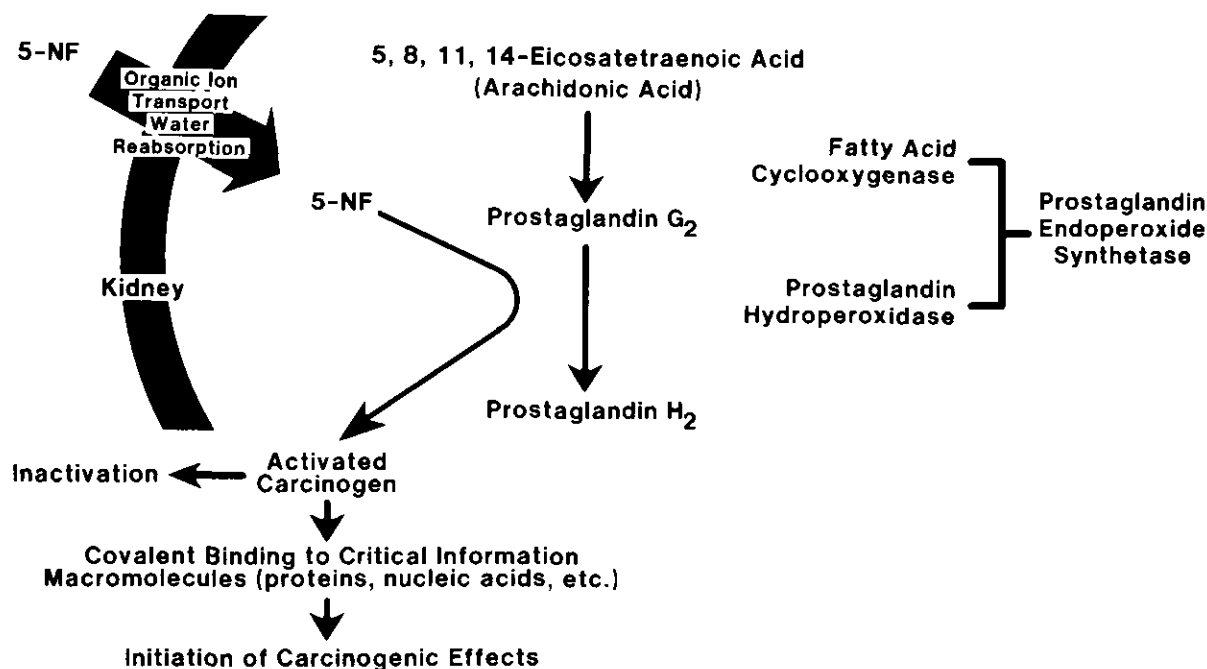 5-NF
Organic Ion
Transport
Water
Reabsorption
5-NF
Kidney
5, 8, 11, 14-Eicosatetraenoic Acid
(Arachidonic Acid)
Prostaglandin G2
Prostaglandin H2
Fatty Acid
Cyclooxygenase
Prostaglandin
Hydroperoxidase
Prostaglandin
Endoperoxide
Synthetase
Inactivation
Activated
Carcinogen
Covalent Binding to Critical Information
Macromolecules (proteins, nucleic acids, etc.)
Initiation of Carcinogenic Effects